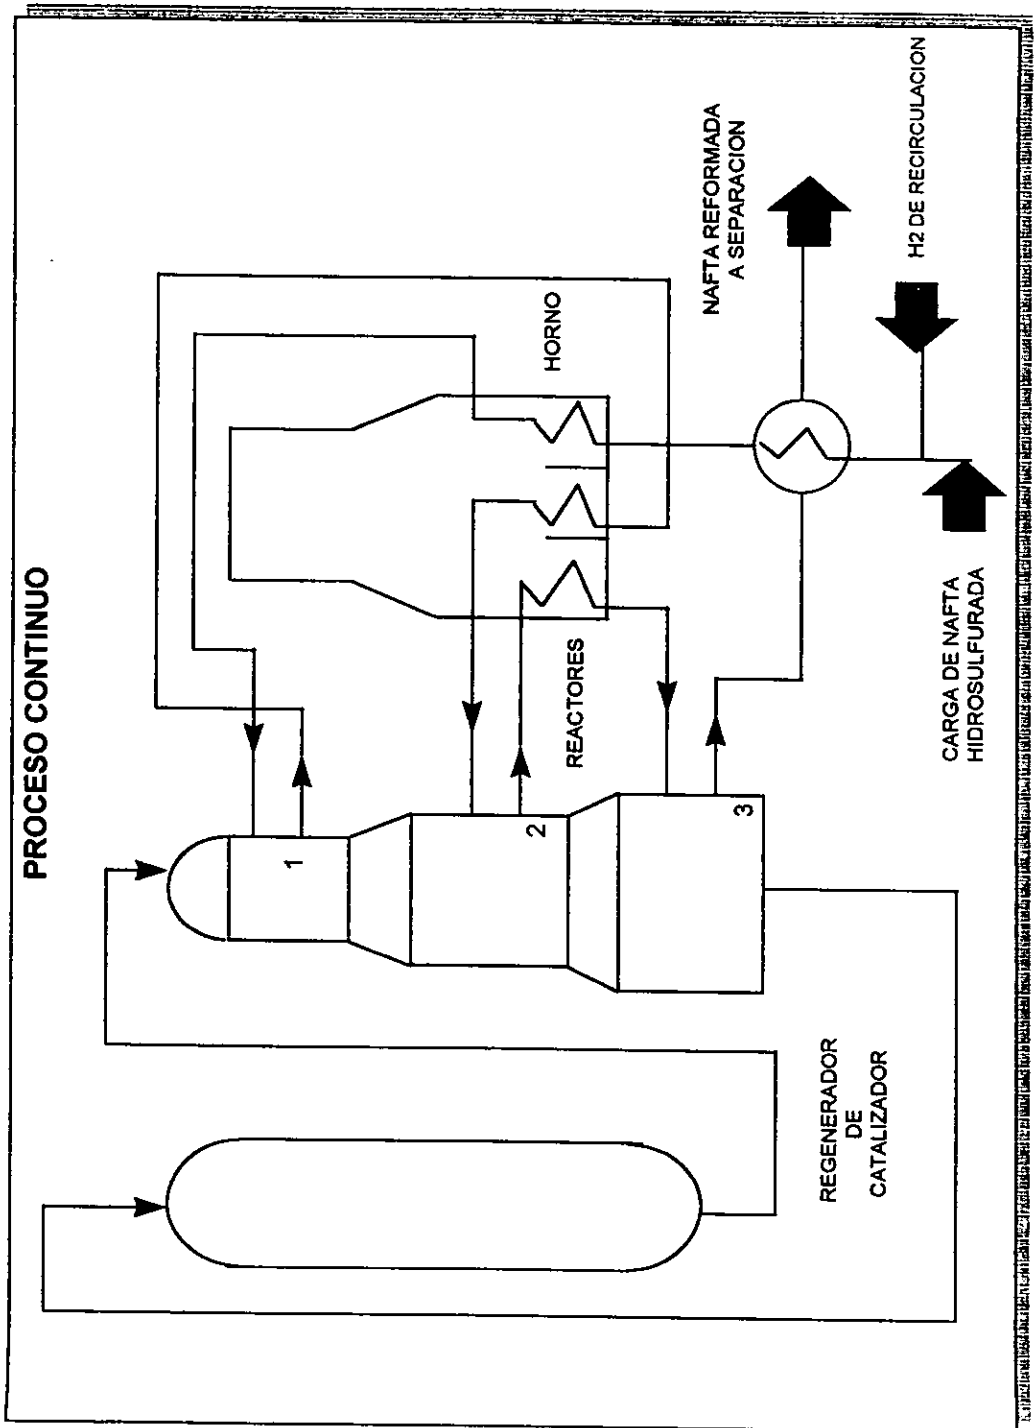 PROCESO CONTINUO
1
2
3
REACTORES
HORNO
NAFTA REFORMADA
A SEPARACION
H2 DE RECIRCULACION
CARGA DE NAFTA
HIDROSULFURADA
REGENERADOR
DE
CATALIZADOR